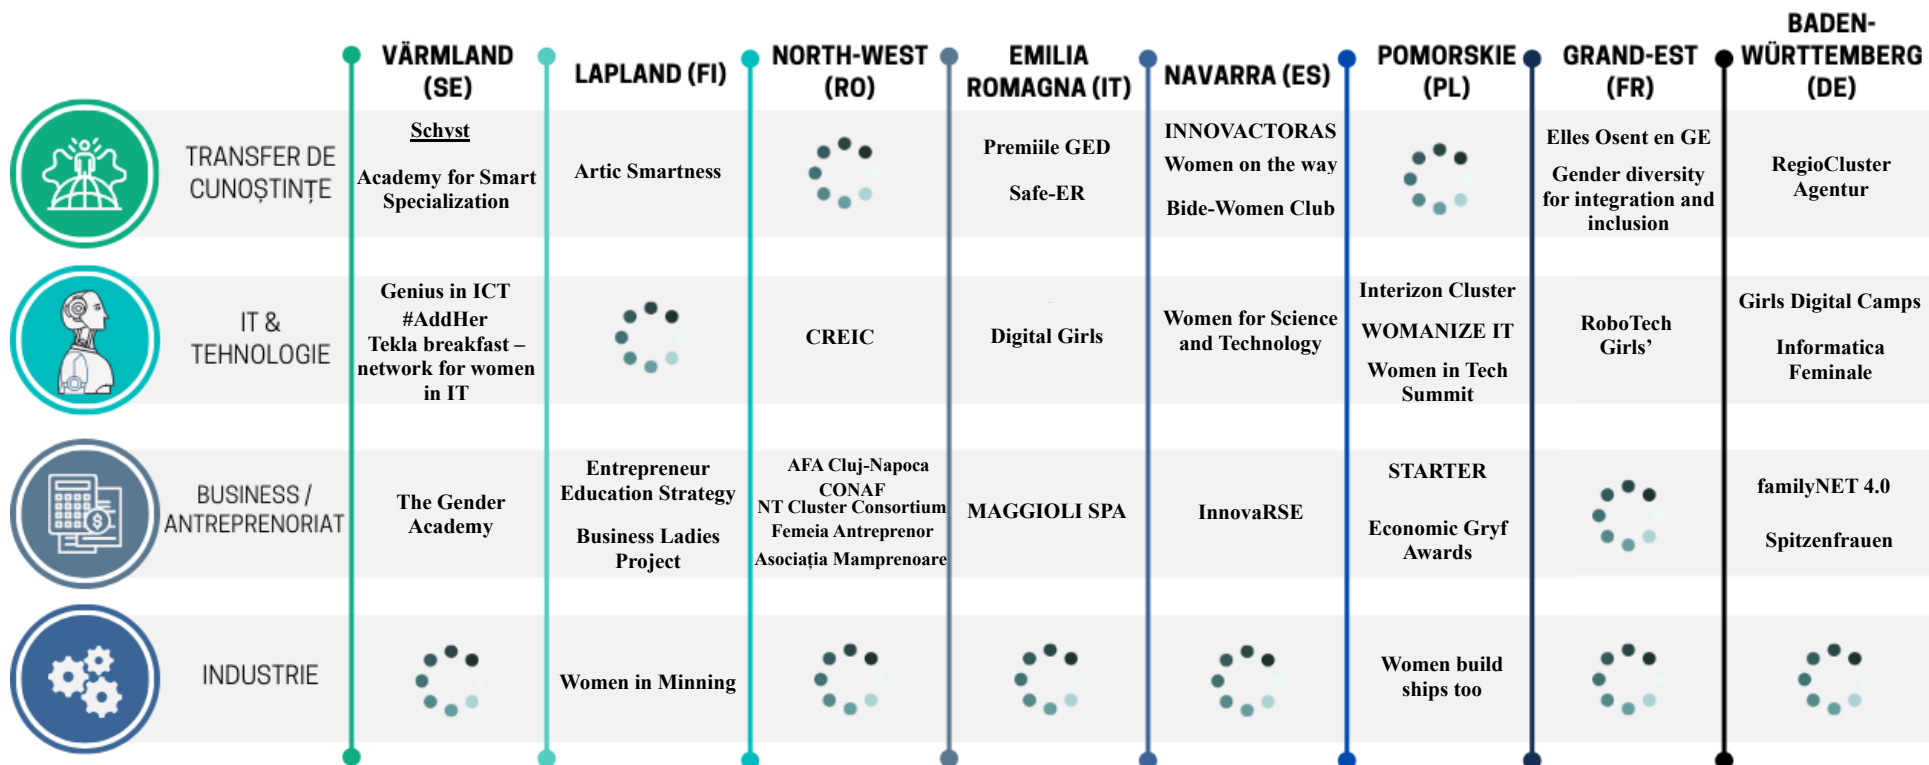 VÄRMLAND
(SE)
LAPLAND (FI)
NORTH-WEST
(RO)
EMILIA
ROMAGNA (IT)
NAVARRA (ES)
POMORSKIE
(PL)
GRAND-EST
(FR)
BADEN-
WÜRTTEMBERG
(DE)
TRANSFER DE
CUNOȘTINȚE
Schyst
Academy for Smart
Specialization
Artic Smartness
Premiile GED
Safe-ER
INNOVACTORAS
Women on the way
Bide-Women Club
Elles Osent en GE
Gender diversity
for integration and
inclusion
RegioCluster
Agentur
IT &
TEHNOLOGIE
Genius in ICT
#AddHer
Tekla breakfast –
network for women
in IT
CREIC
Digital Girls
Women for Science
and Technology
Interizon Cluster
WOMANIZE IT
Women in Tech
Summit
RoboTech
Girls’
Girls Digital Camps
Informatica
Feminale
BUSINESS /
ANTREPRENORIAT
The Gender
Academy
Entrepreneur
Education Strategy
Business Ladies
Project
AFA Cluj-Napoca
CONAF
NT Cluster Consortium
Femeia Antreprenor
Asociația Mamprenoare
MAGGIOLI SPA
InnovaRSE
STARTER
Economic Gryf
Awards
familyNET 4.0
Spitzenfrauen
INDUSTRIE
Women in Minning
Women build
ships too
$